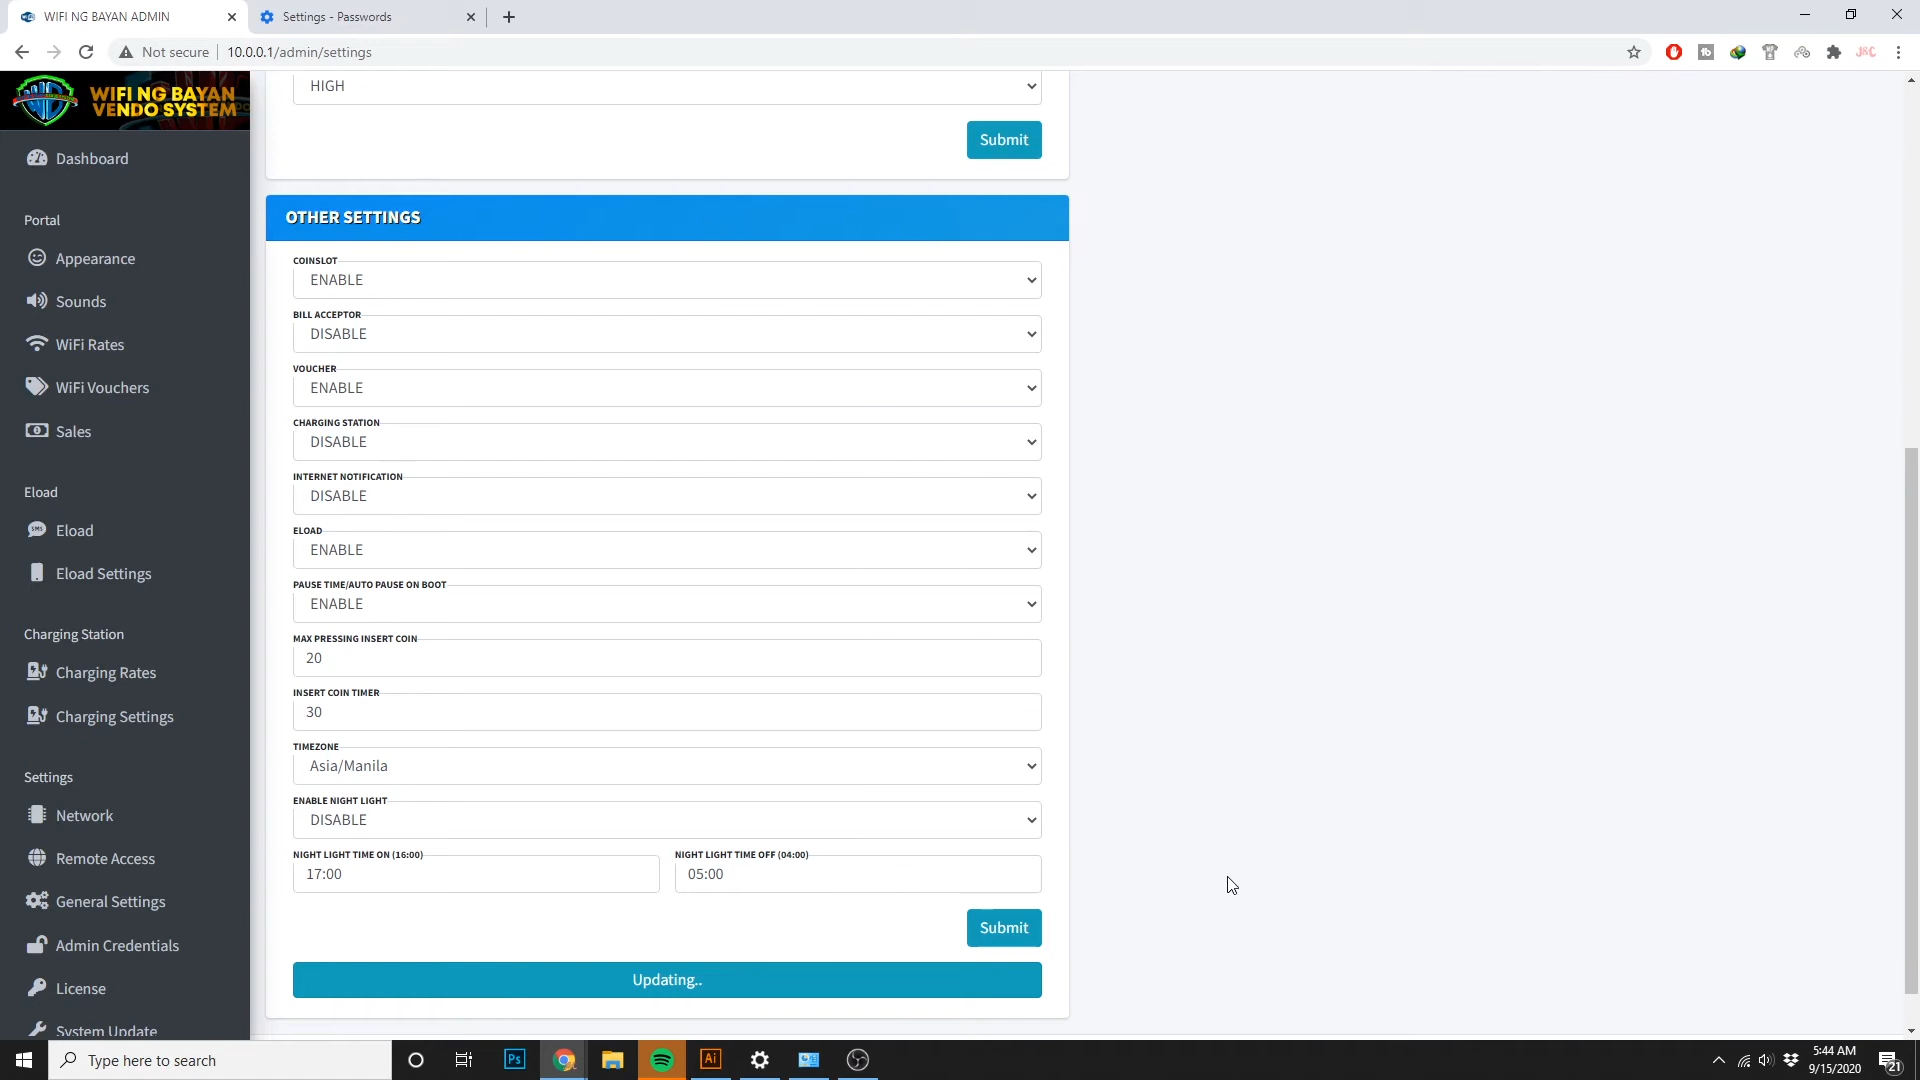 WIFI NG BAYAN ADMIN
Settings - Passwords
Not secure
10.0.0.1/admin/settings
WIFI NG BAYAN
VENDO SYSTEM
Dashboard
Portal
Appearance
Sounds
WiFi Rates
WiFi Vouchers
Sales
Eload
Eload
Eload Settings
Charging Station
Charging Rates
Charging Settings
Settings
Network
Remote Access
General Settings
Admin Credentials
License
System Update
HIGH
Submit
OTHER SETTINGS
COINSLOT
ENABLE
BILL ACCEPTOR
DISABLE
VOUCHER
ENABLE
CHARGING STATION
DISABLE
INTERNET NOTIFICATION
DISABLE
ELOAD
ENABLE
PAUSE TIME/AUTO PAUSE ON BOOT
ENABLE
MAX PRESSING INSERT COIN
20
INSERT COIN TIMER
30
TIMEZONE
Asia/Manila
ENABLE NIGHT LIGHT
DISABLE
NIGHT LIGHT TIME ON (16:00)
17:00
NIGHT LIGHT TIME OFF (04:00)
05:00
Submit
Updating..
Type here to search
Ps
Ai
5:44 AM
9/15/2020
21